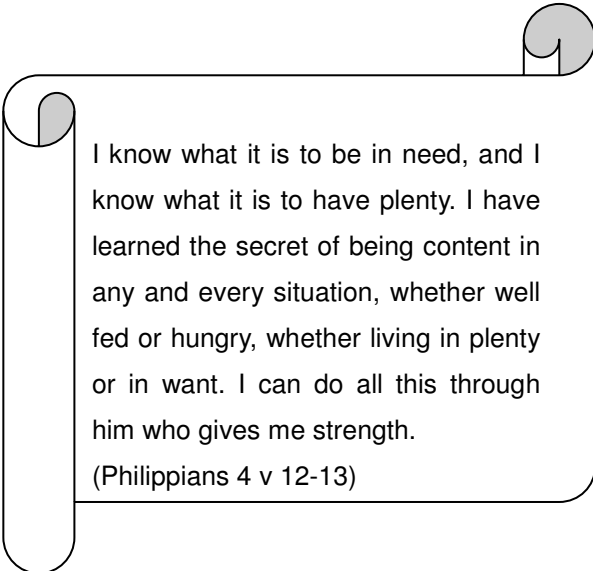 I know what it is to be in need, and I
know what it is to have plenty. I have
learned the secret of being content in
any and every situation, whether well
fed or hungry, whether living in plenty
or in want. I can do all this through
him who gives me strength.
(Philippians 4 v 12-13)